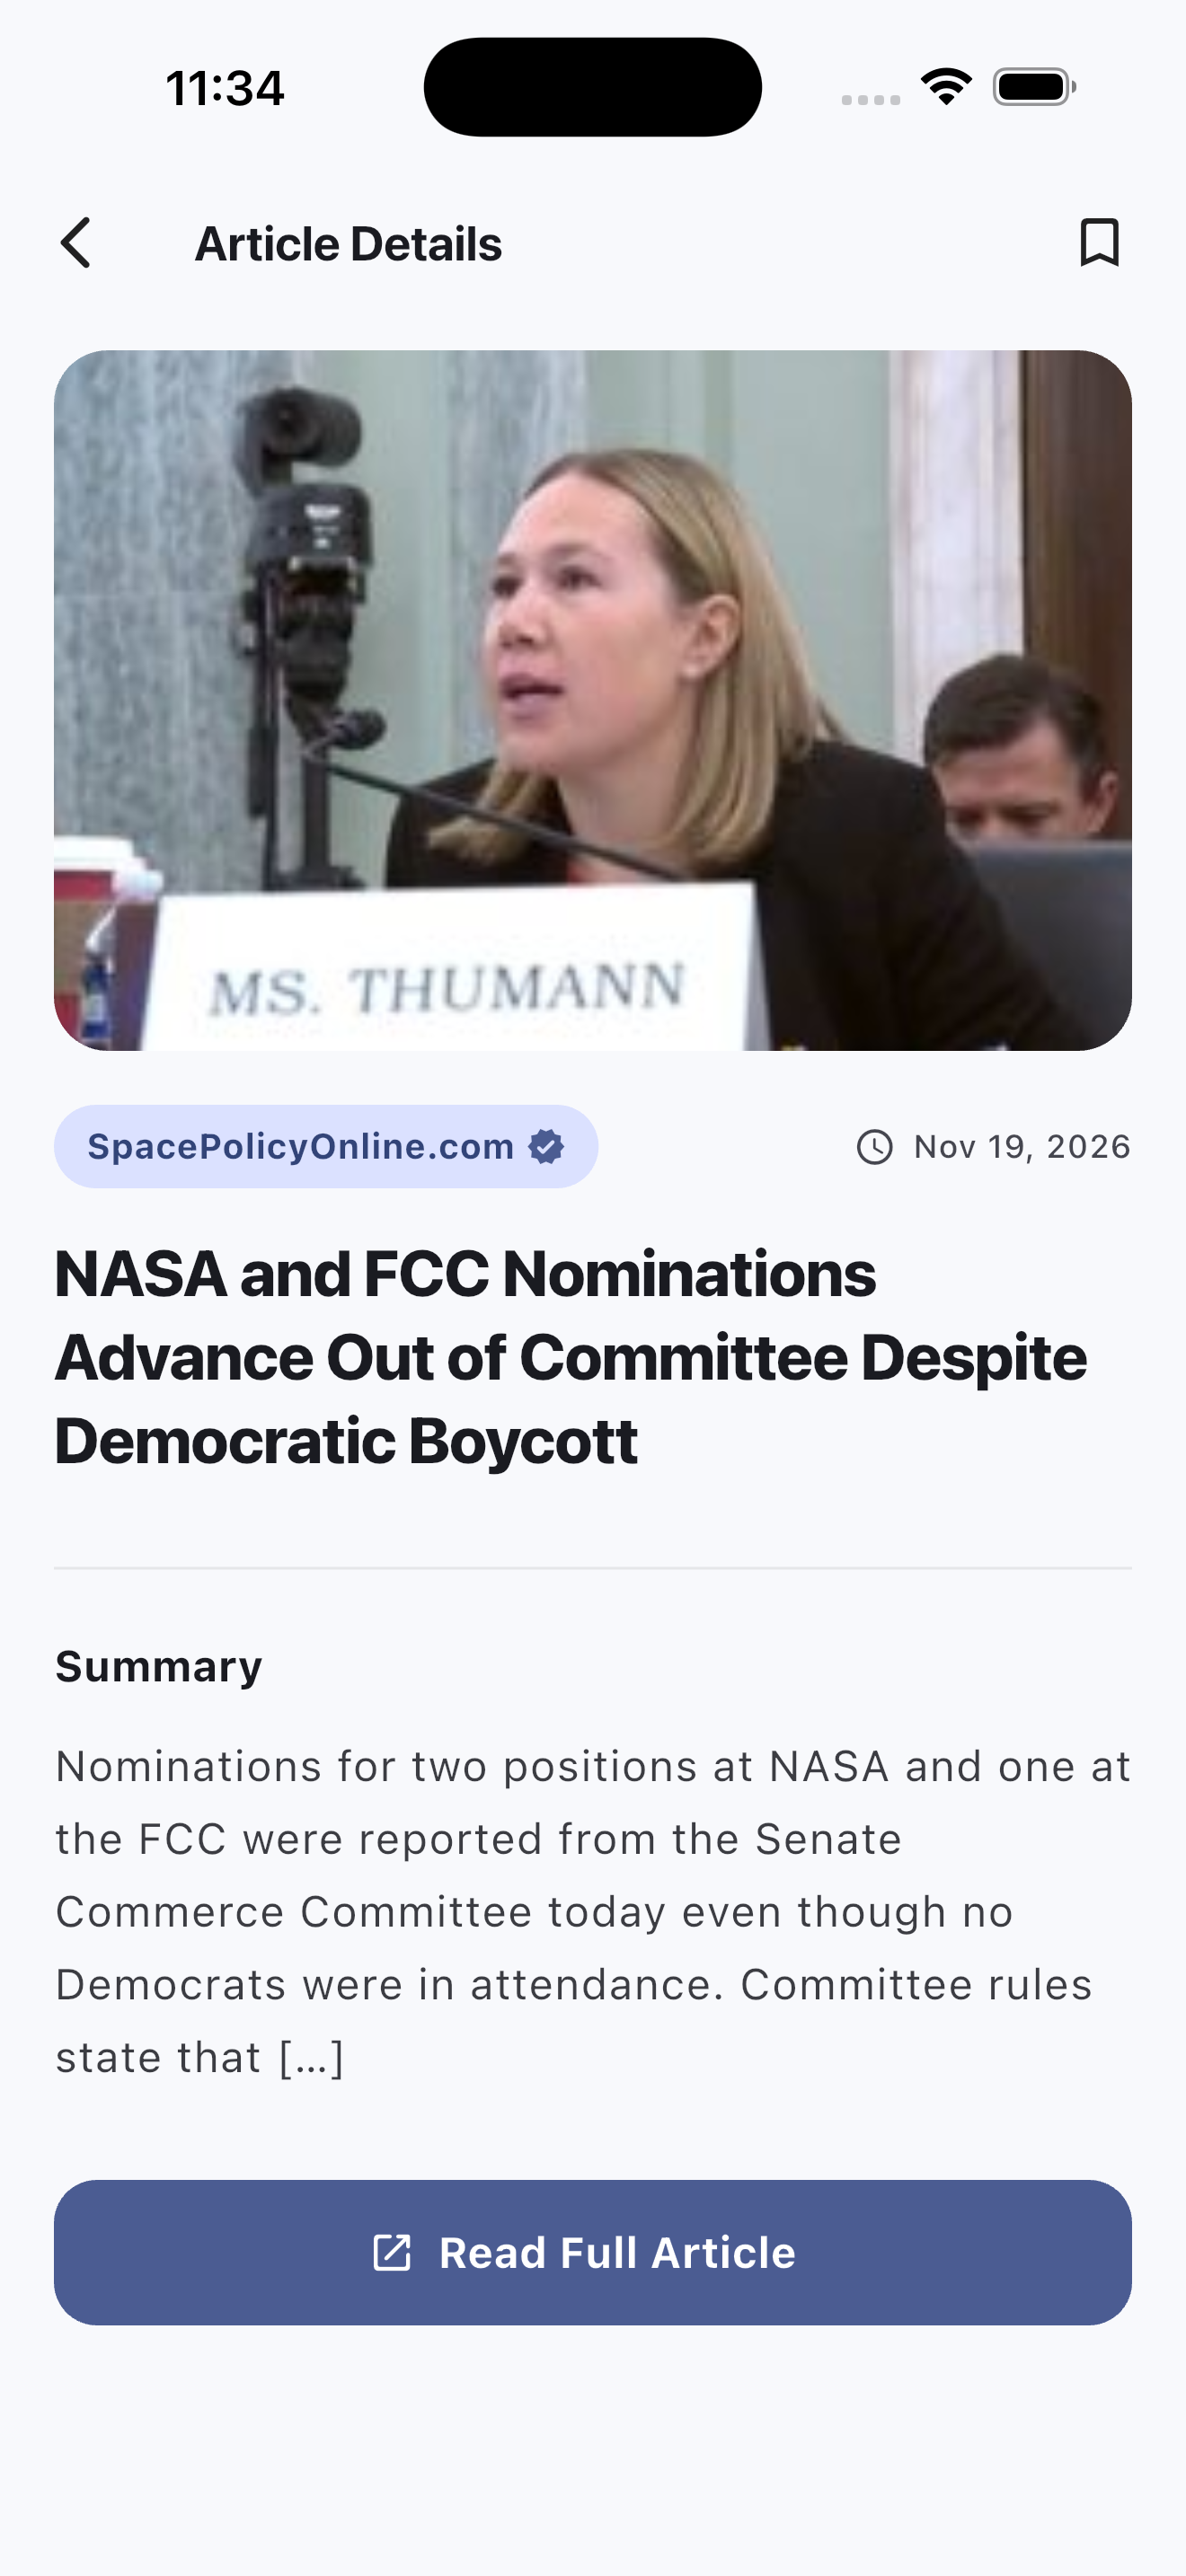 11:34
Article Details
MS. THUMANN
SpacePolicyOnline.com
Nov 19, 2026
NASA and FCC Nominations
Advance Out of Committee Despite
Democratic Boycott
Summary
Nominations for two positions at NASA and one at
the FCC were reported from the Senate
Commerce Committee today even though no
Democrats were in attendance. Committee rules
state that […]
Read Full Article